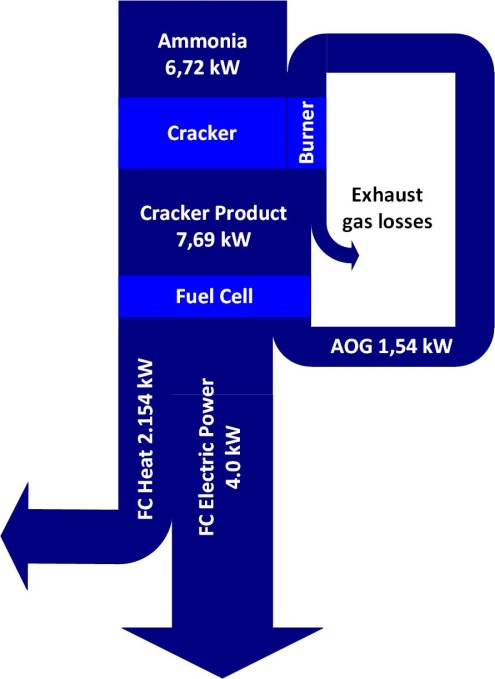 Ammonia
6,72 kW
Cracker
Burner
Cracker Product
7,69 kW
Exhaust
gas losses
Fuel Cell
AOG 1,54 kW
FC Heat 2.154 kW
FC Electric Power
4.0 kW